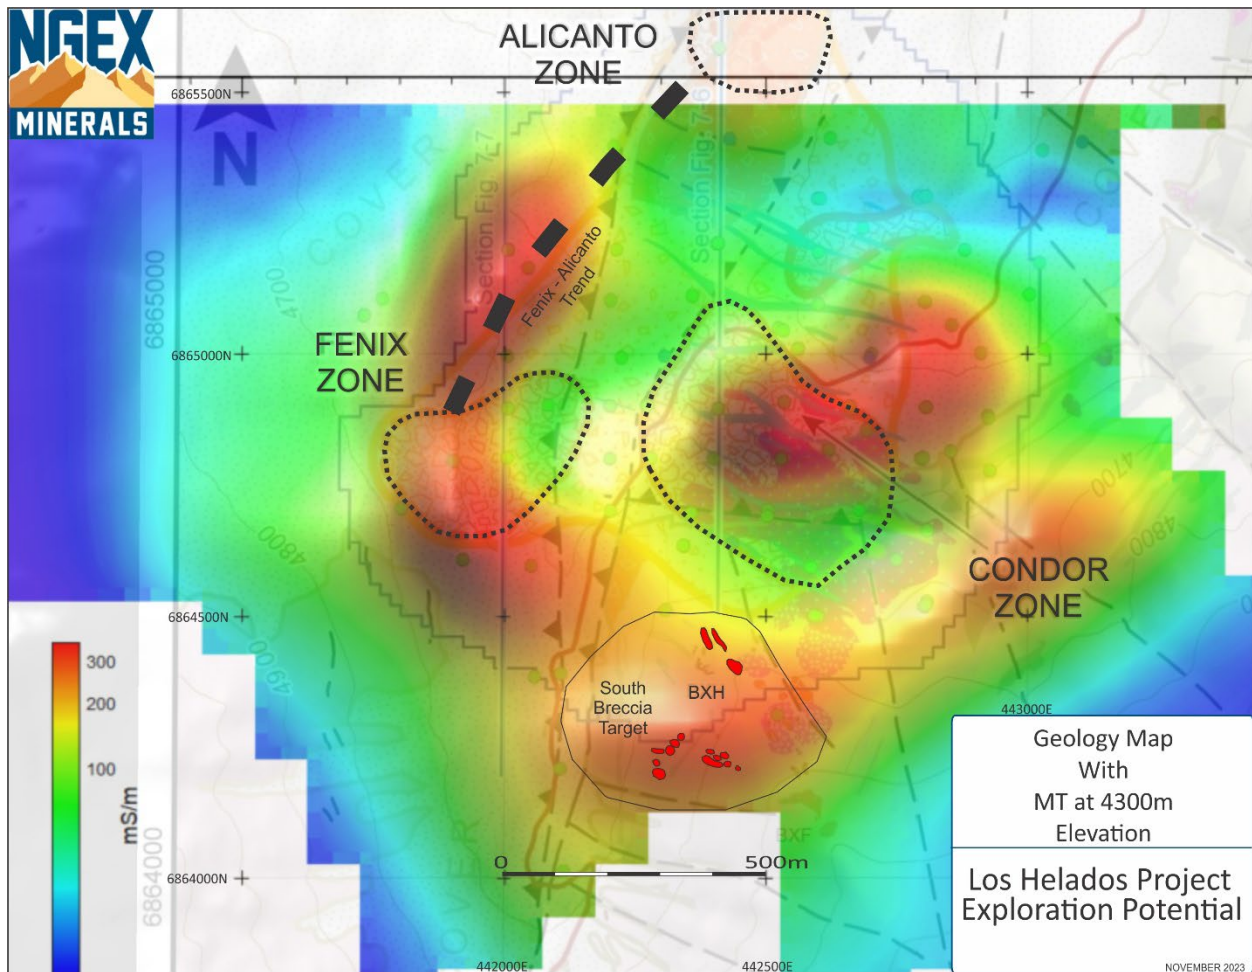 NGEX
MINERALS
ALICANTO
ZONE
6865500N
N
COVER
COVER
Section Fig: 7-7
Section Fig: 7-6
6865000
4700
Fenix - Alicanto
Trend
FENIX
ZONE
6865000N
4700
4800
4800
CONDOR
ZONE
6864500N
4900
South
Breccia
Target
BXH
443000E
300
200
100
mS/m
6864000
BXF
0
500m
6864000N
442000E
442500E
Geology Map
With
MT at 4300m
Elevation
Los Helados Project
Exploration Potential
NOVEMBER 2023